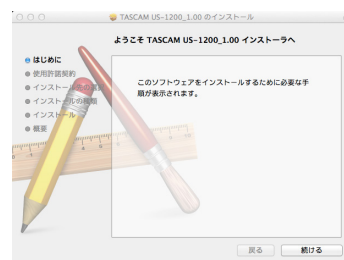 TASCAM US-1200_1.00 のインストール
ようこそ TASCAM US-1200_1.00 インストーラへ
はじめに
使用許諾契約
インストール先の選択
インストールの種類
インストール
概要
このソフトウェアをインストールするために必要な手
順が表示されます。
戻る
続ける